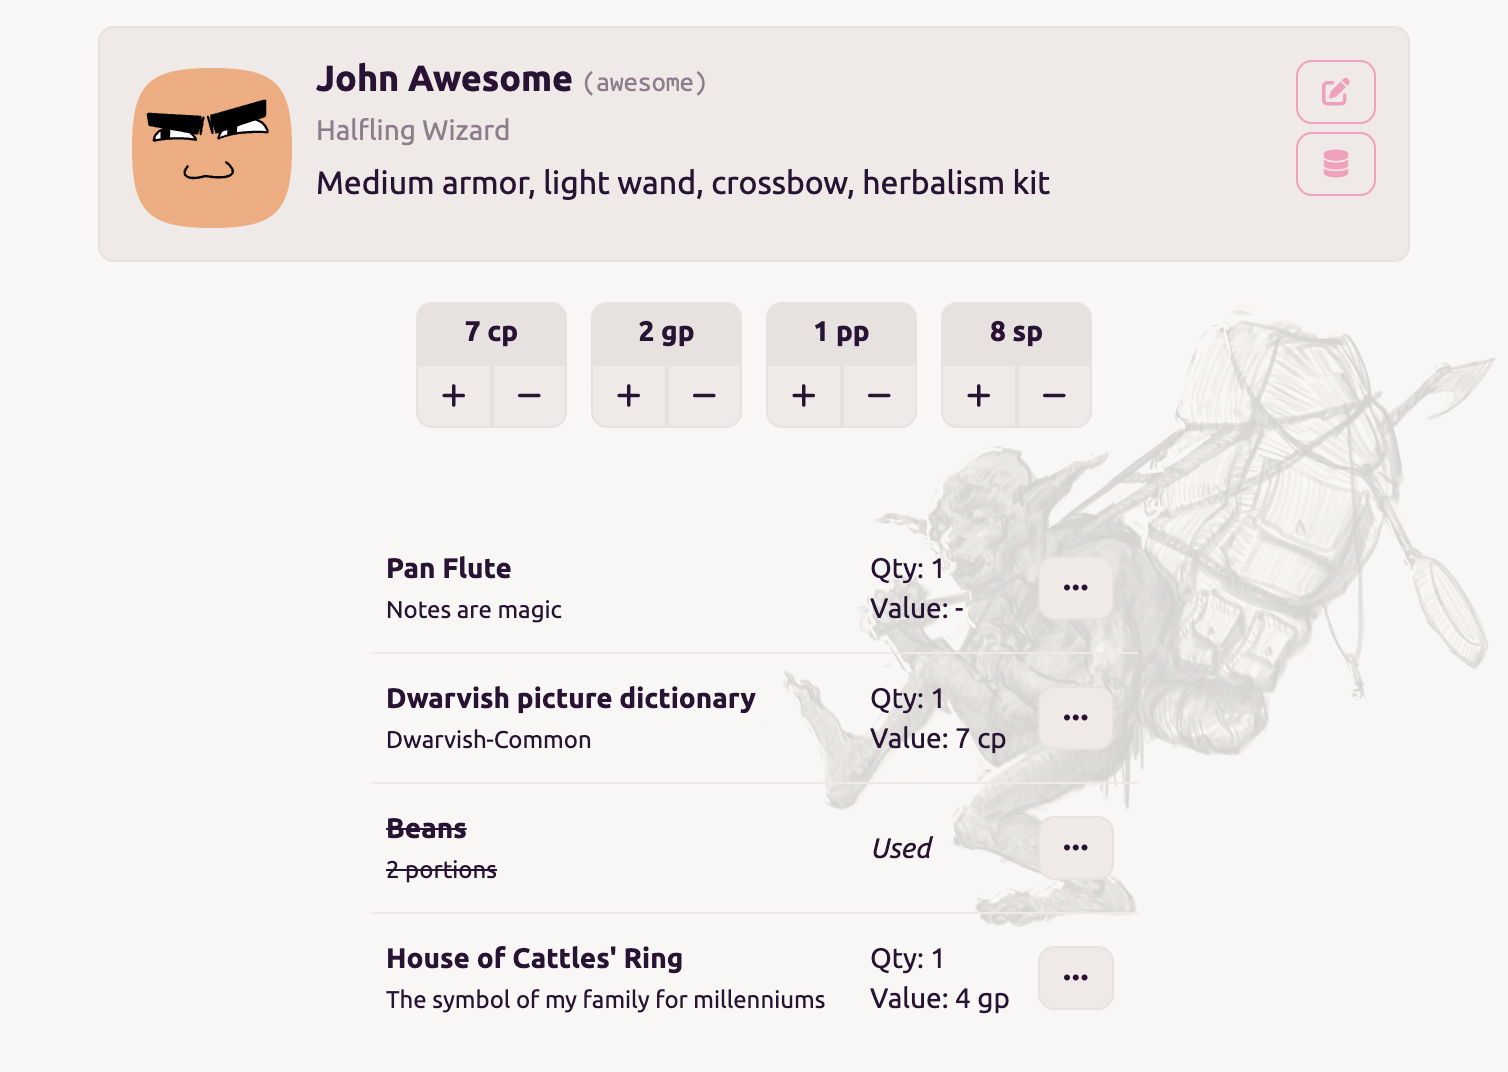 John Awesome (awesome)
Halfling Wizard
Medium armor, light wand, crossbow, herbalism kit
7 cp 2 gp 1 pp 8 sp
+ − + − + − + −
Pan Flute
Notes are magic
Qty: 1
Value: -
•••
Dwarvish picture dictionary
Dwarvish-Common
Qty: 1
Value: 7 cp
•••
Beans
2 portions
Used
•••
House of Cattles' Ring
The symbol of my family for millenniums
Qty: 1
Value: 4 gp
•••